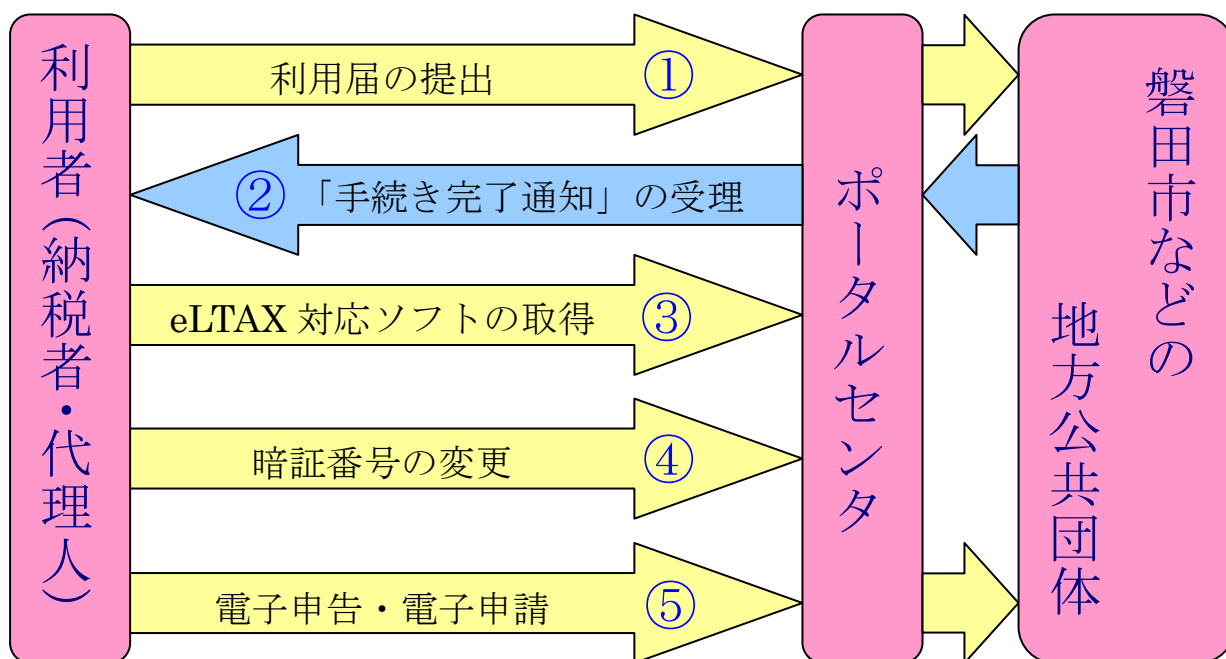 利用者（納税者・代理人）
利用届の提出 ①
② 「手続き完了通知」の受理
eLTAX 対応ソフトの取得 ③
暗証番号の変更 ④
電子申告・電子申請 ⑤
ポータルセンタ
磐田市などの
地方公共団体